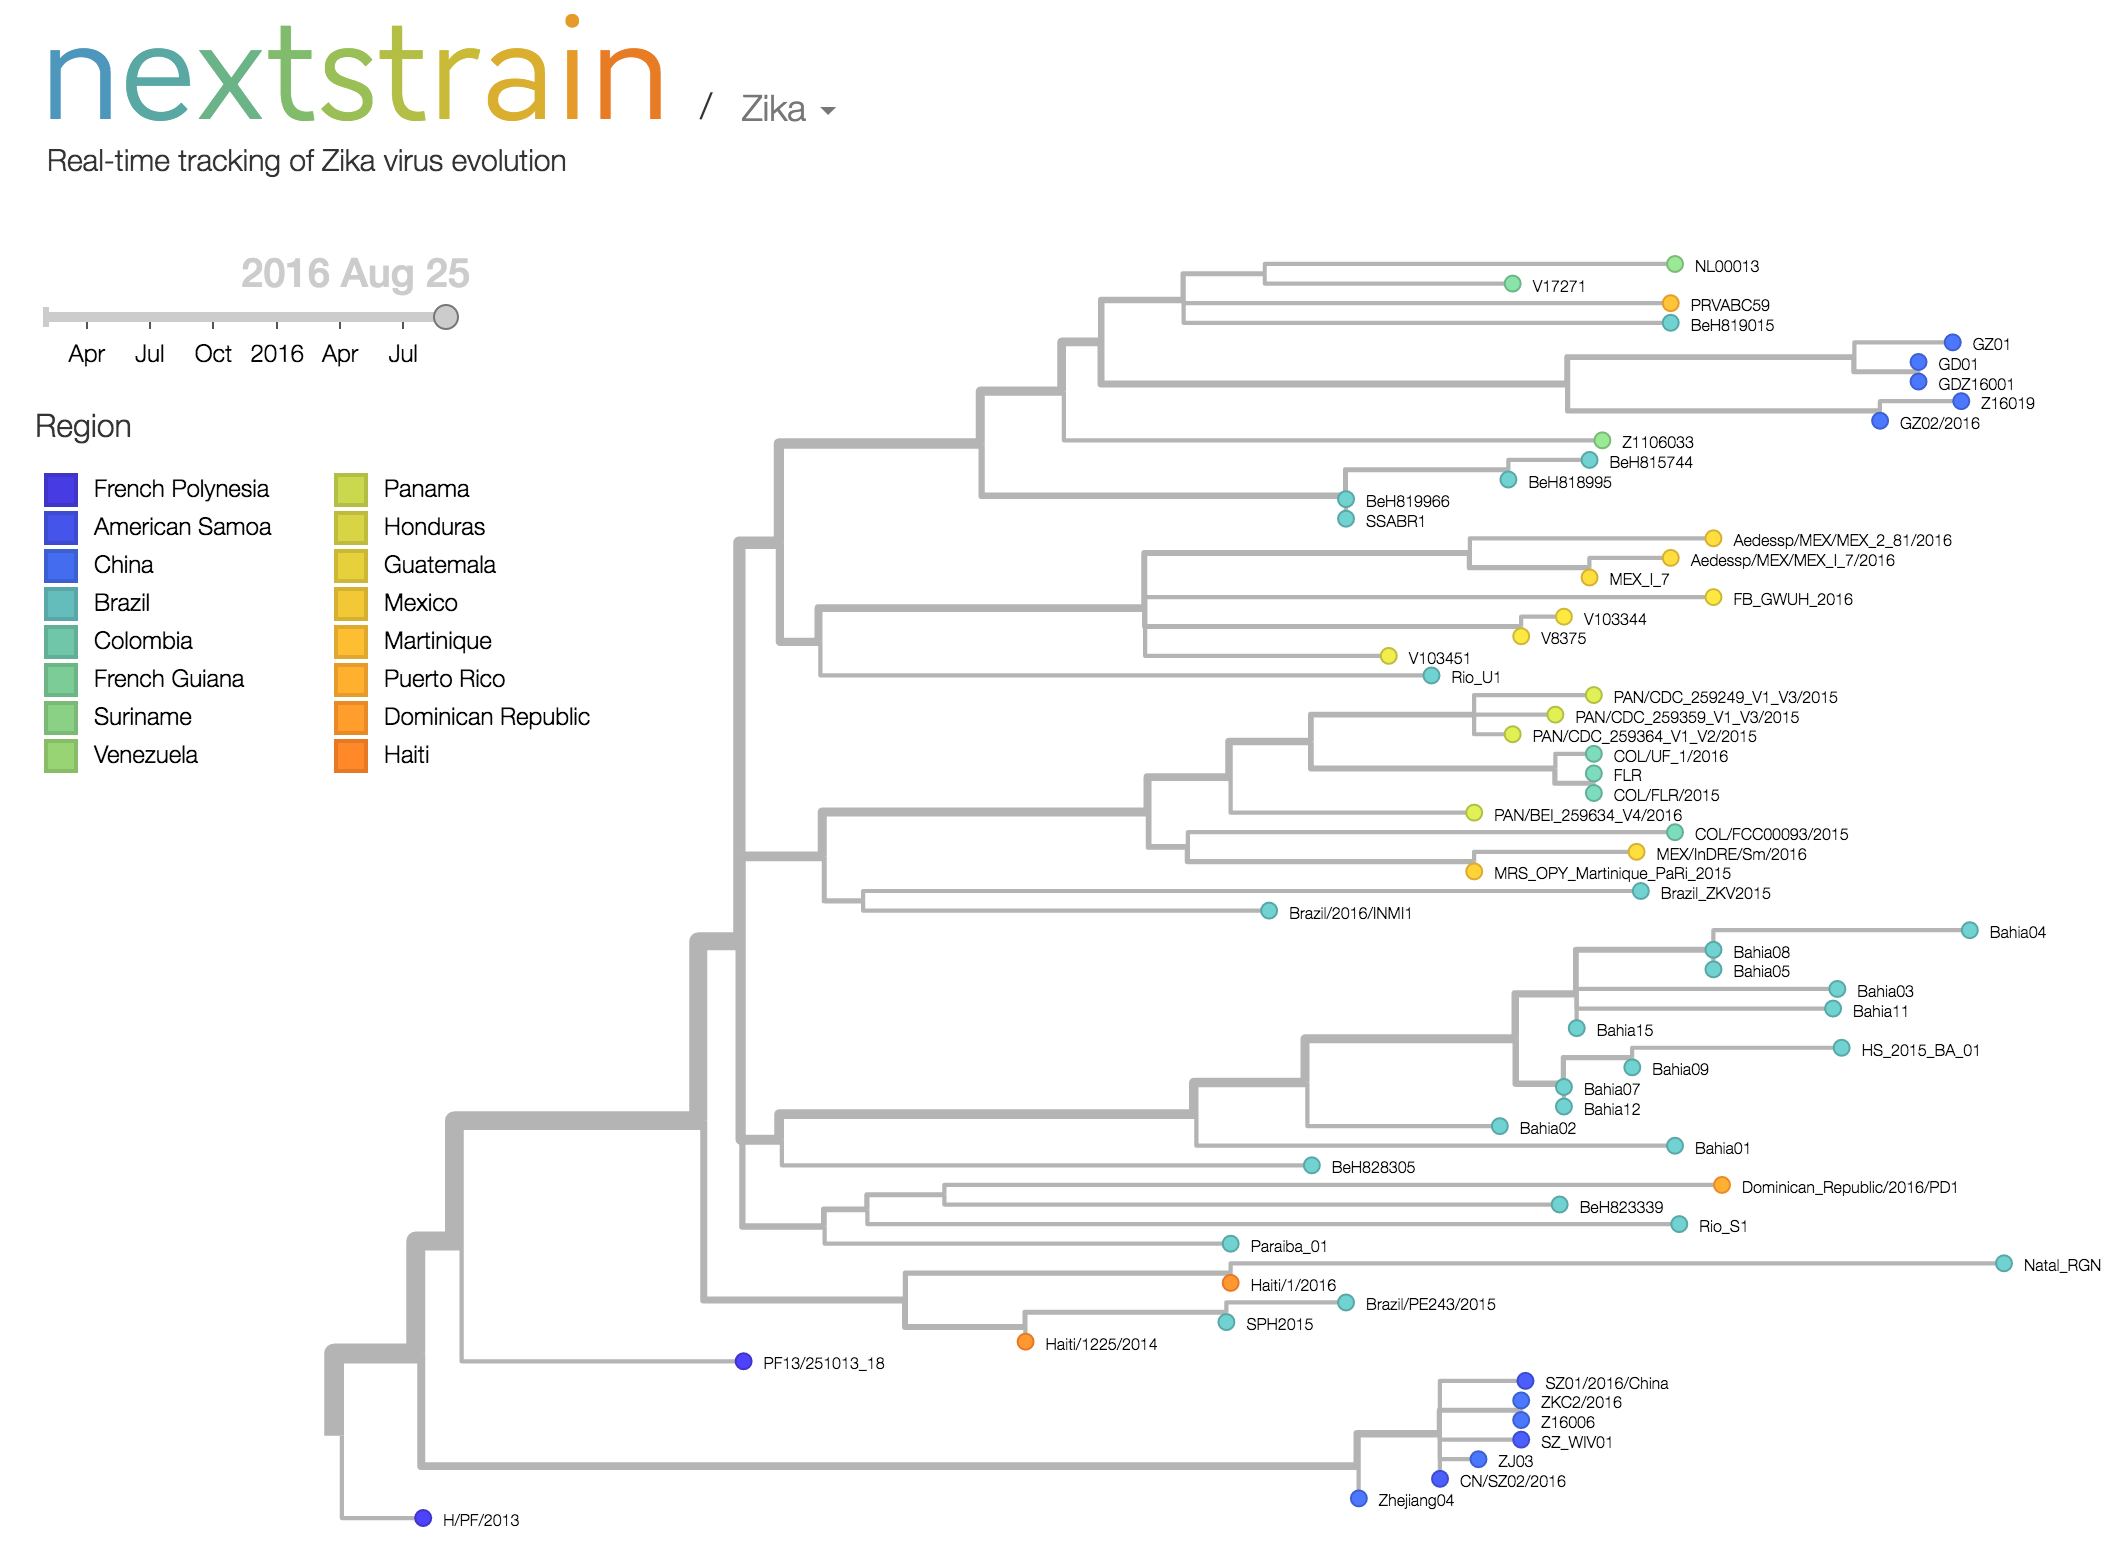 nextstrain / Zika
Real-time tracking of Zika virus evolution
2016 Aug 25
Apr Jul Oct 2016 Apr Jul
Region
French Polynesia
American Samoa
China
Brazil
Colombia
French Guiana
Suriname
Venezuela
Panama
Honduras
Guatemala
Mexico
Martinique
Puerto Rico
Dominican Republic
Haiti
NL00013
V17271
PRVABC59
BeH819015
GZ01
GD01
GDZ16001
Z16019
GZ02/2016
Z1106033
BeH815744
BeH818995
BeH819966
SSABR1
Aedessp/MEX/MEX_2_81/2016
Aedessp/MEX/MEX_I_7/2016
MEX_I_7
FB_GWUH_2016
V103344
V8375
V103451
Rio_U1
PAN/CDC_259249_V1_V3/2015
PAN/CDC_259359_V1_V3/2015
PAN/CDC_259364_V1_V2/2015
COL/UF_1/2016
FLR
COL/FLR/2015
PAN/BEI_259634_V4/2016
COL/FCC00093/2015
MEX/InDRE/Sm/2016
MRS_OPY_Martinique_PaRi_2015
Brazil_ZKV2015
Brazil/2016/INMI1
Bahia04
Bahia08
Bahia05
Bahia03
Bahia11
Bahia15
HS_2015_BA_01
Bahia09
Bahia07
Bahia12
Bahia02
Bahia01
BeH828305
Dominican_Republic/2016/PD1
BeH823339
Rio_S1
Paraiba_01
Natal_RGN
Haiti/1/2016
Brazil/PE243/2015
SPH2015
Haiti/1225/2014
PF13/251013_18
SZ01/2016/China
ZKC2/2016
Z16006
SZ_WIV01
ZJ03
CN/SZ02/2016
Zhejiang04
H/PF/2013